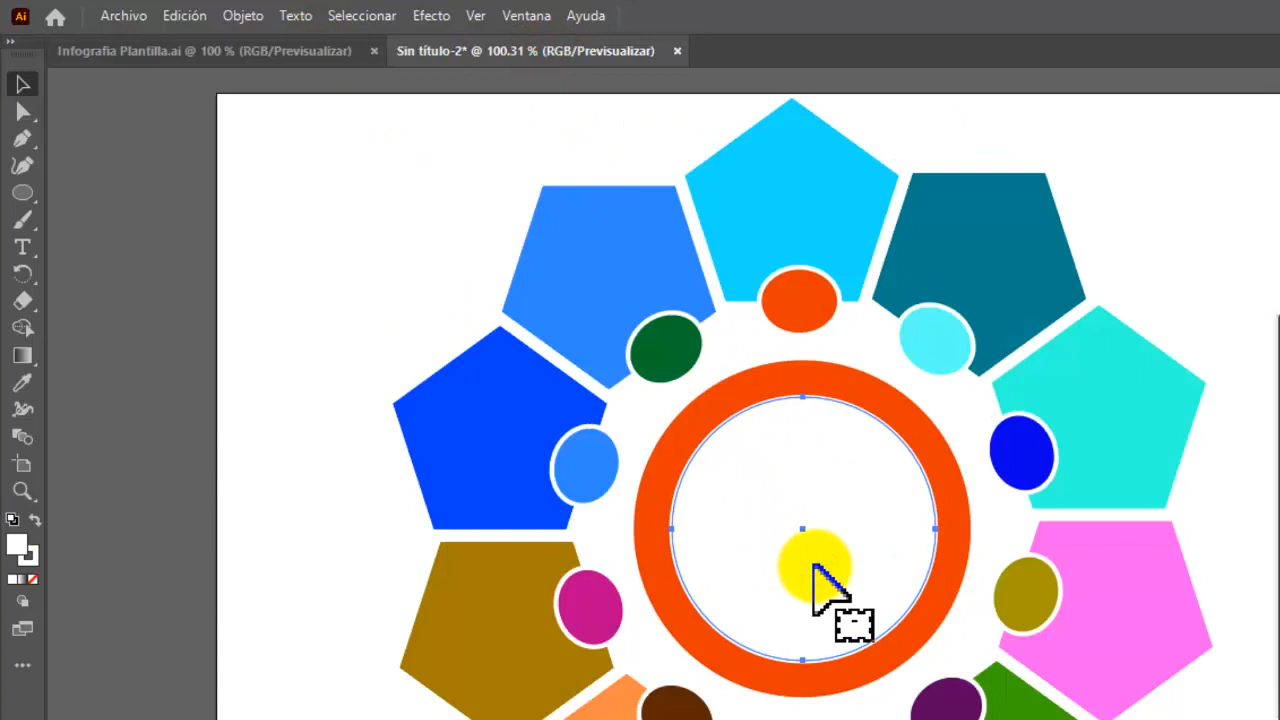 Ai Archivo Edición Objeto Texto Seleccionar Efecto Ver Ventana Ayuda
Infografia Plantilla.ai @ 100 % (RGB/Previsualizar) × Sin título-2* @ 100.31 % (RGB/Previsualizar) ×